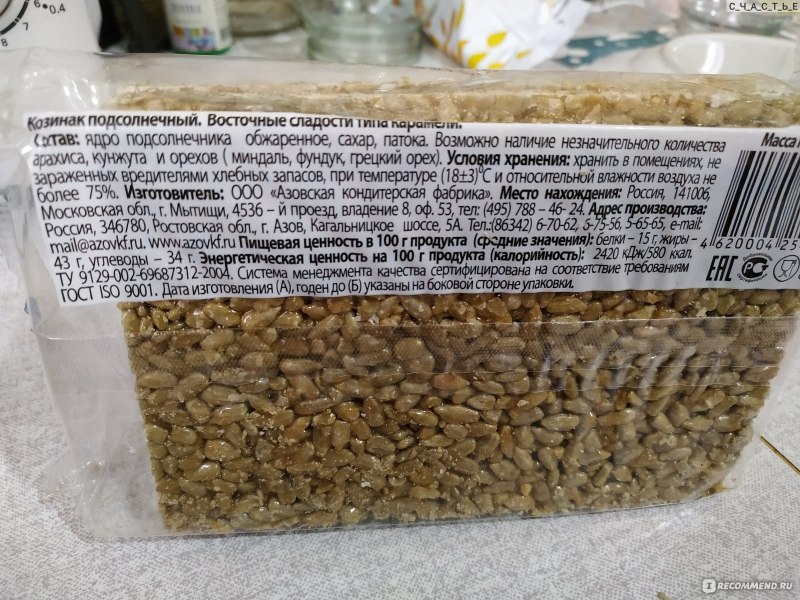 С Ч А С Т Ь Е
6
7
8
0.4
Козинак подсолнечный. Восточные сладости типа карамели.
Состав: ядро подсолнечника обжаренное, сахар, патока. Возможно наличие незначительного количества
арахиса, кунжута и орехов ( миндаль, фундук, грецкий орех). Условия хранения: хранить в помещениях, не
зараженных вредителями хлебных запасов, при температуре (18±3)⁰С и относительной влажности воздуха не
более 75%. Изготовитель: ООО «Азовская кондитерская фабрика». Место нахождения: Россия, 141006,
Московская обл., г. Мытищи, 4536 – й проезд, владение 8, оф. 53, тел: (495) 788 – 46- 24. Адрес производства:
Россия, 346780, Ростовская обл., г. Азов, Кагальницкое шоссе, 5А. Тел.:(86342) 6-70-62, 6-75-56, 5-65-65, e-mail:
mail@azovkf.ru. www.azovkf.ru Пищевая ценность в 100 г продукта (средние значения): белки – 15 г, жиры –
43 г, углеводы – 34 г. Энергетическая ценность на 100 г продукта (калорийность): 2420 кДж/580 ккал.
ТУ 9129-002-69687312-2004. Система менеджмента качества сертифицирована на соответствие требованиям
ГОСТ ISO 9001. Дата изготовления (А), годен до (Б) указаны на боковой стороне упаковки.
Масса
4 620004 25
ЕАС
IRECOMMEND.RU